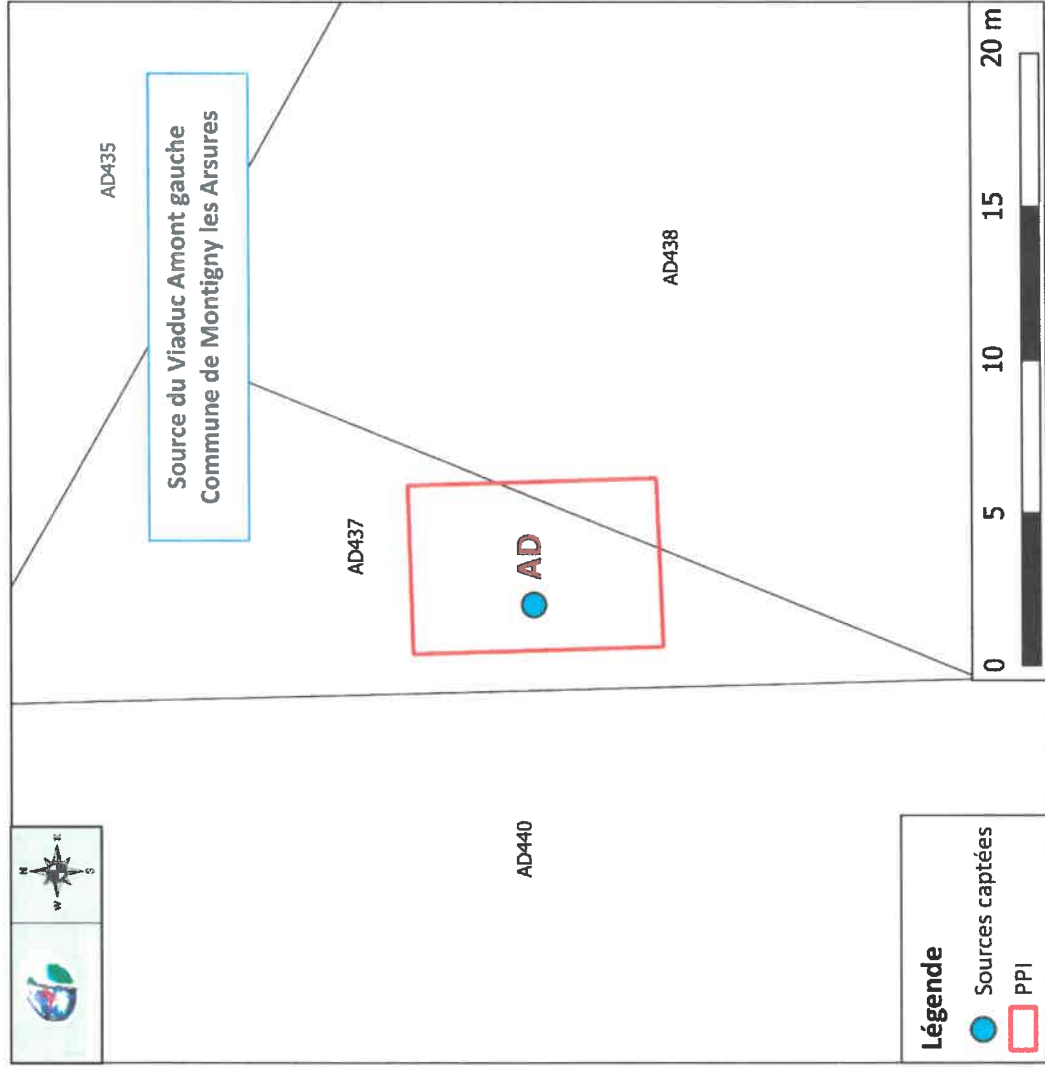 N
W
E
S
AD435
Source du Viaduc Amont gauche
Commune de Montigny les Arsures
AD437
AD438
AD
AD440
Légende
Sources captées
PPI
0 5 10 15 20 m